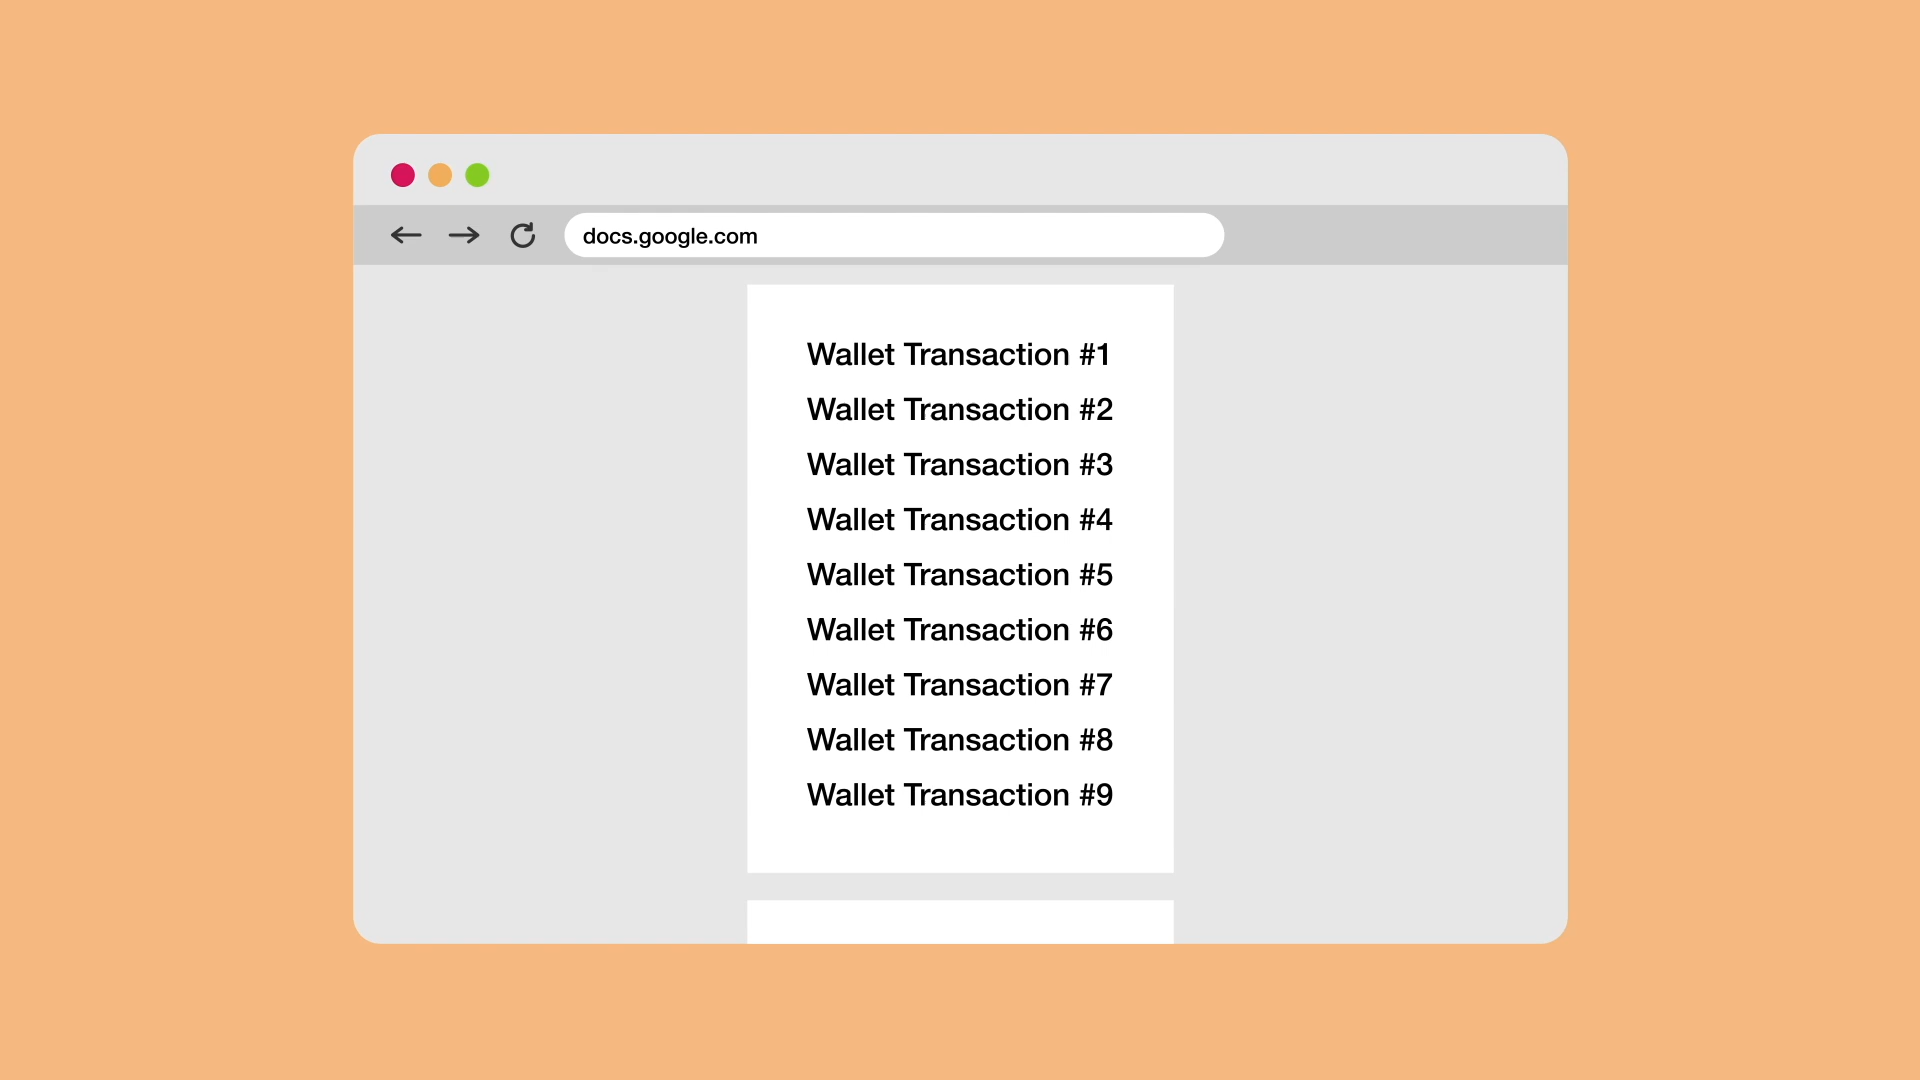 docs.google.com
Wallet Transaction #1
Wallet Transaction #2
Wallet Transaction #3
Wallet Transaction #4
Wallet Transaction #5
Wallet Transaction #6
Wallet Transaction #7
Wallet Transaction #8
Wallet Transaction #9